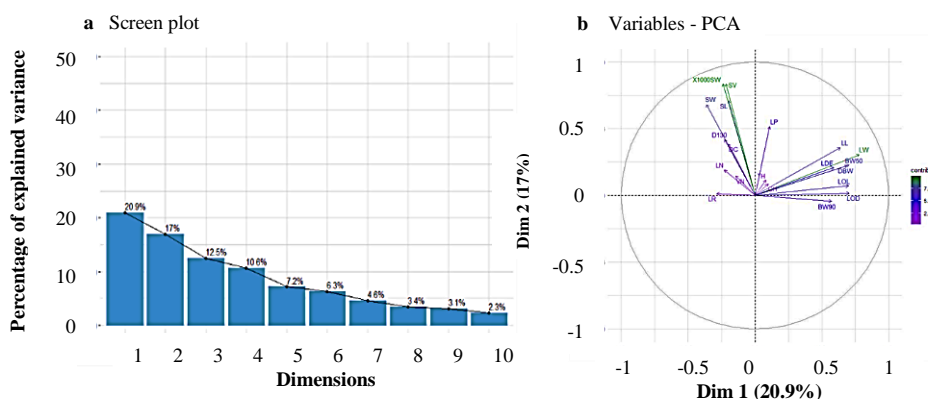 a Screen plot
Percentage of explained variance
50
40
30
20
10
0
20.9%
17%
12.5%
10.6%
7.2%
6.3%
4.6%
3.4%
3.1%
2.3%
1 2 3 4 5 6 7 8 9 10
Dimensions
b Variables - PCA
Dim 2 (17%)
1
0.5
0
-0.5
-1
X1000SW
SV
SW
SL
LP
D130
LN
LR
LL
LW
LDE
BW50
DBW
LOL
LOD
BW90
contrib
-1 -0.5 0 0.5 1
Dim 1 (20.9%)